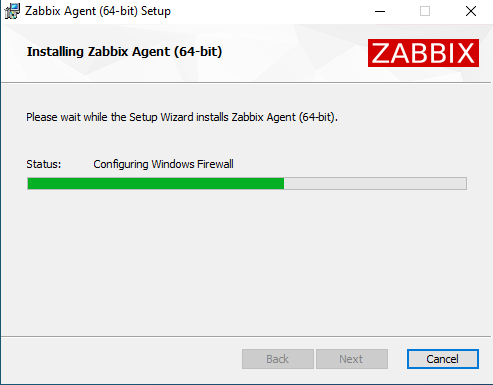 Zabbix Agent (64-bit) Setup
Installing Zabbix Agent (64-bit)
ZABBIX
Please wait while the Setup Wizard installs Zabbix Agent (64-bit).
Status: Configuring Windows Firewall
Back Next Cancel